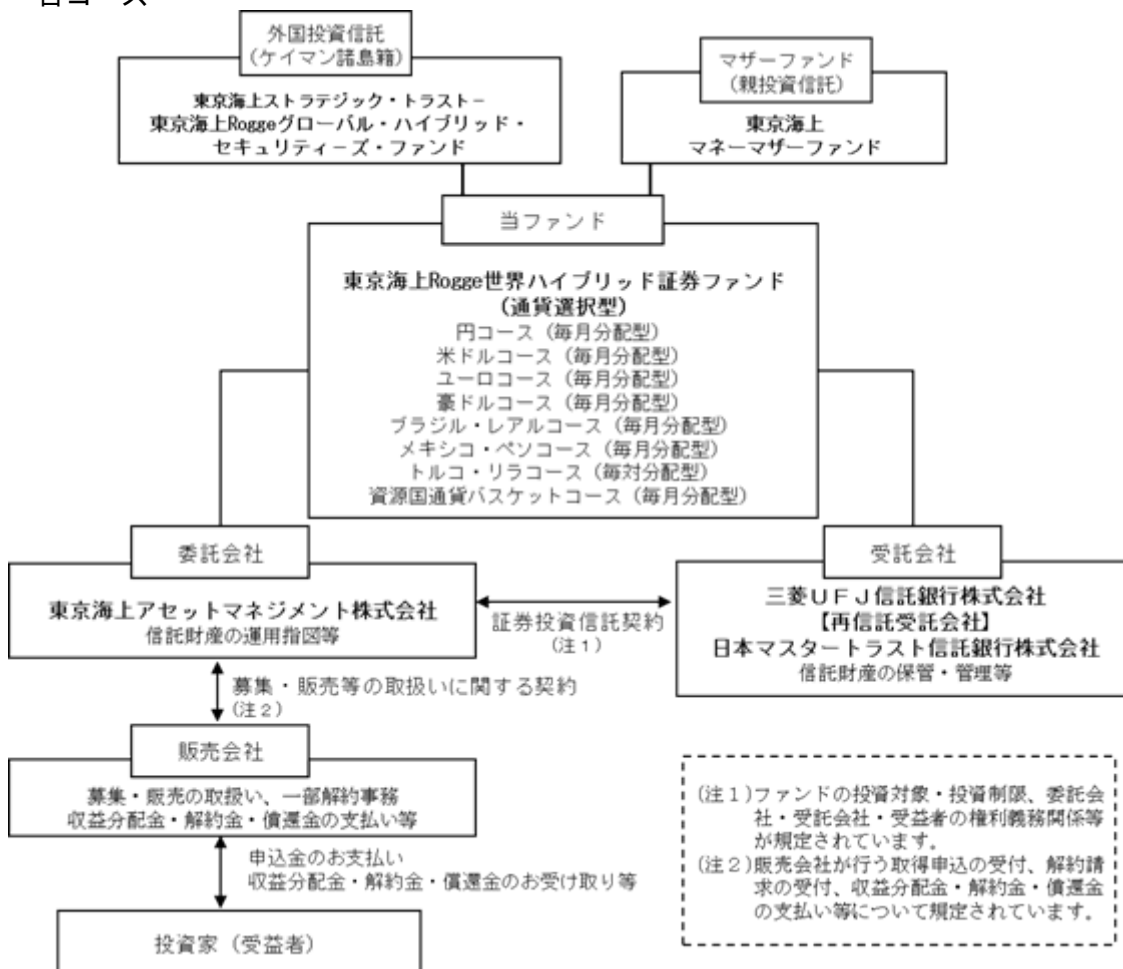 各コース
外国投資信託
(ケイマン諸島籍)
東京海上ストラテジック・トラスト－
東京海上Roggeグローバル・ハイブリッド・
セキュリティーズ・ファンド
マザーファンド
(親投資信託)
東京海上
マネーマザーファンド
当ファンド
東京海上Rogge世界ハイブリッド証券ファンド
(通貨選択型)
円コース (毎月分配型)
米ドルコース (毎月分配型)
ユーロコース (毎月分配型)
豪ドルコース (毎月分配型)
ブラジル・レアルコース (毎月分配型)
メキシコ・ペソコース (毎月分配型)
トルコ・リラコース (毎対分配型)
資源国通貨バスケットコース (毎月分配型)
委託会社
東京海上アセットマネジメント株式会社
信託財産の運用指図等
証券投資信託契約
(注１)
受託会社
三菱ＵＦＪ信託銀行株式会社
【再信託受託会社】
日本マスタートラスト信託銀行株式会社
信託財産の保管・管理等
募集・販売等の取扱いに関する契約
(注２)
販売会社
募集・販売の取扱い、一部解約事務
収益分配金・解約金・償還金の支払い等
申込金のお支払い
収益分配金・解約金・償還金のお受け取り等
投資家 (受益者)
(注１)ファンドの投資対象・投資制限、委託会
社・受託会社・受益者の権利義務関係等
が規定されています。
(注２)販売会社が行う取得申込の受付、解約請
求の受付、収益分配金・解約金・償還金
の支払い等について規定されています。